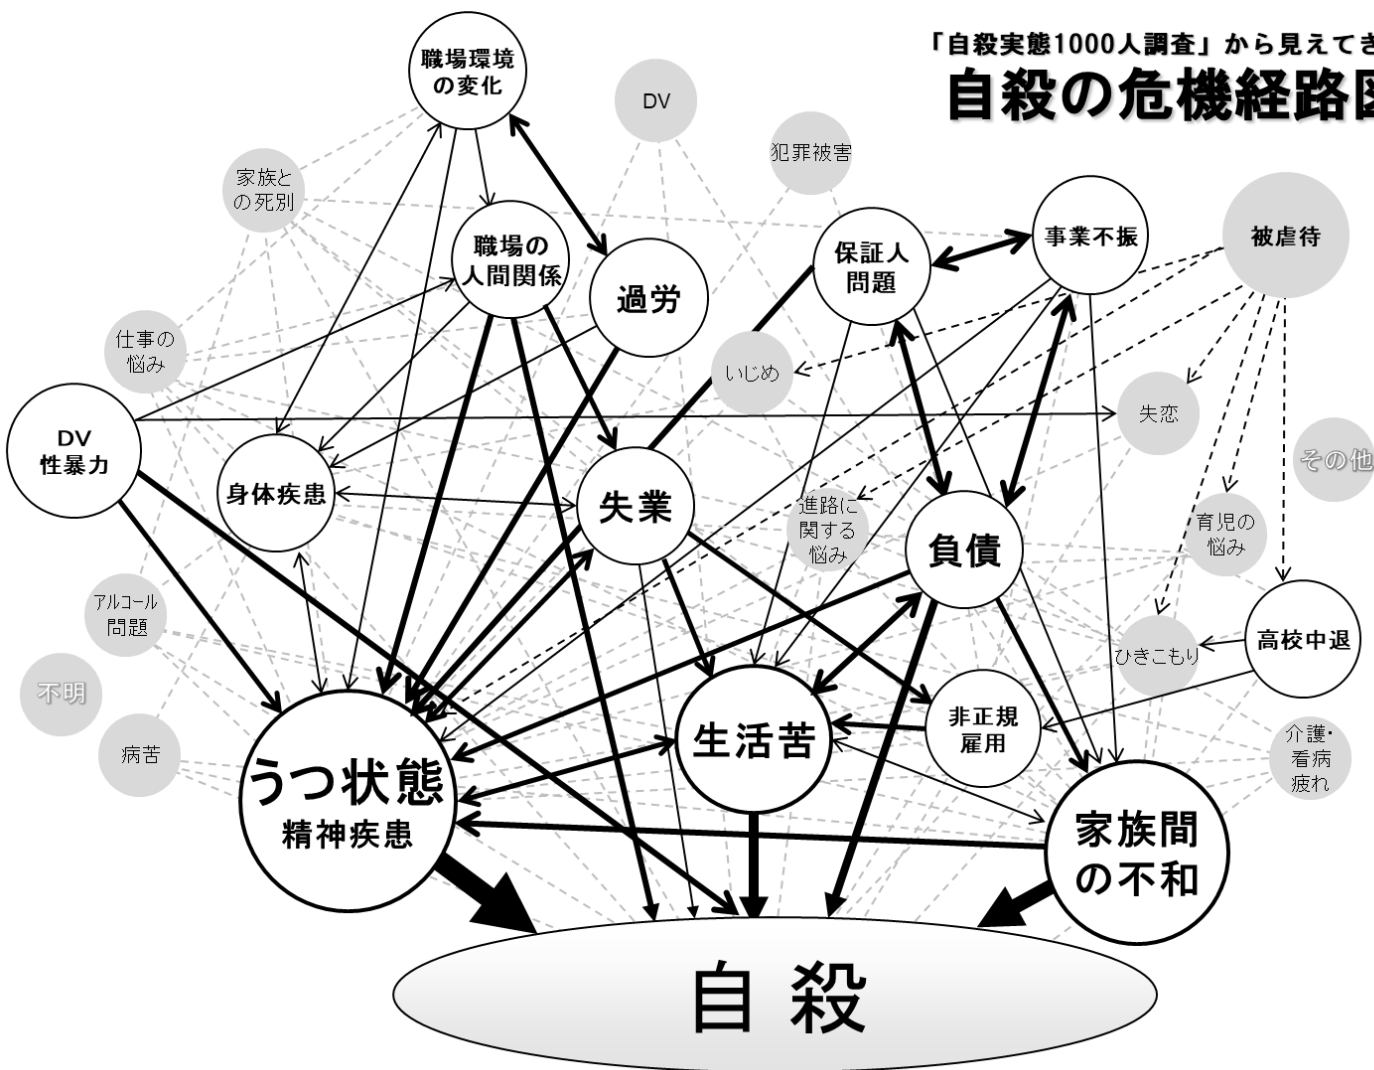 「自殺実態1000人調査」から見えてき
自殺の危機経路図
職場環境
の変化
DV
犯罪被害
家族と
の死別
職場の
人間関係
過労
保証人
問題
事業不振
被虐待
仕事の
悩み
いじめ
失恋
DV
性暴力
その他
身体疾患
失業
進路に
関する
悩み
負債
育児の
悩み
アルコール
問題
ひきこもり
高校中退
不明
病苦
生活苦
非正規
雇用
介護・
看病
疲れ
うつ状態
精神疾患
家族間
の不和
自殺